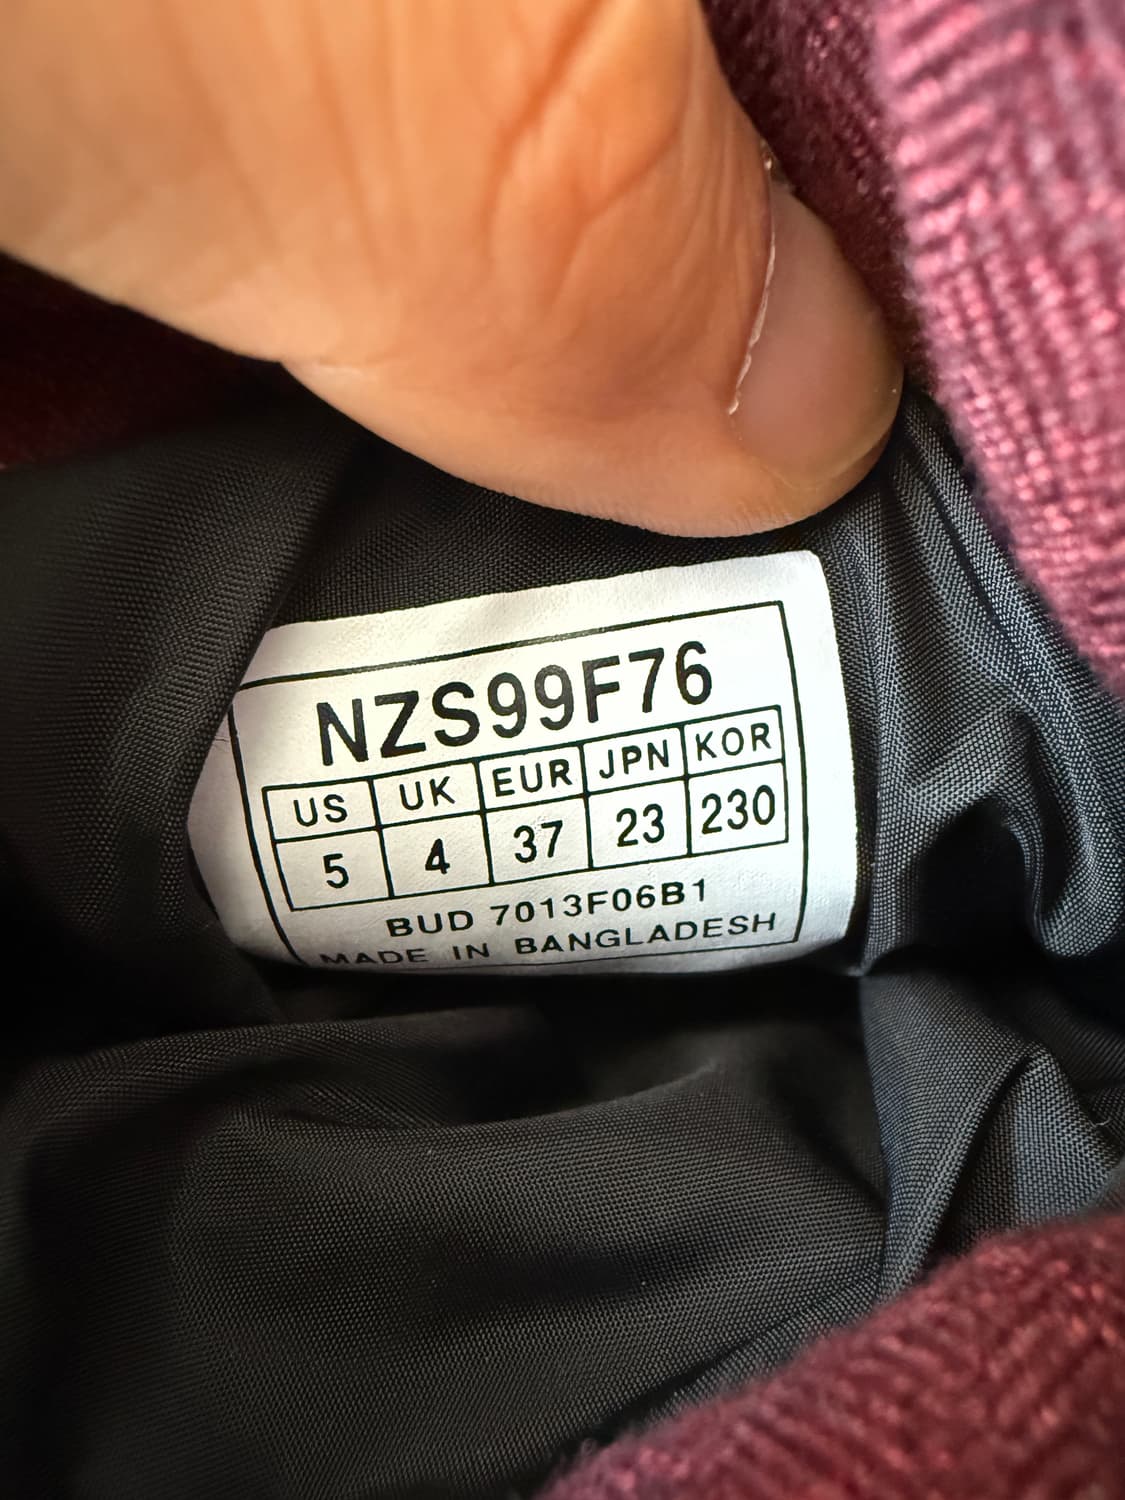 NZS99F76
US UK EUR JPN KOR
5 4 37 23 230
BUD 7013F06B1
MADE IN BANGLADESH